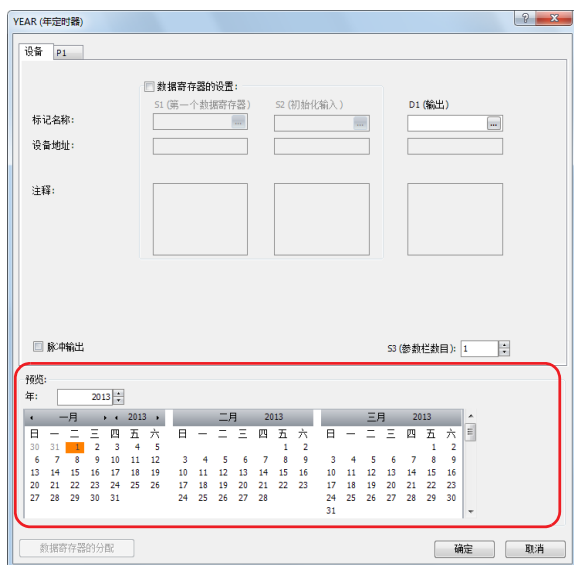 YEAR (年定时器)
设备 P1
数据寄存器的设置:
S1 (第一个数据寄存器) S2 (初始化输入) D1 (输出)
标记名称:
设备地址:
注释:
脉冲输出 S3 (参数栏数目): 1
预览:
年: 2013
一月 2013 二月 2013 三月 2013
日 一 二 三 四 五 六 日 一 二 三 四 五 六 日 一 二 三 四 五 六
30 31 1 2 3 4 5 1 2 1 2
6 7 8 9 10 11 12 3 4 5 6 7 8 9 3 4 5 6 7 8 9
13 14 15 16 17 18 19 10 11 12 13 14 15 16 10 11 12 13 14 15 16
20 21 22 23 24 25 26 17 18 19 20 21 22 23 17 18 19 20 21 22 23
27 28 29 30 31 24 25 26 27 28 24 25 26 27 28 29 30
31
数据寄存器的分配 确定 取消